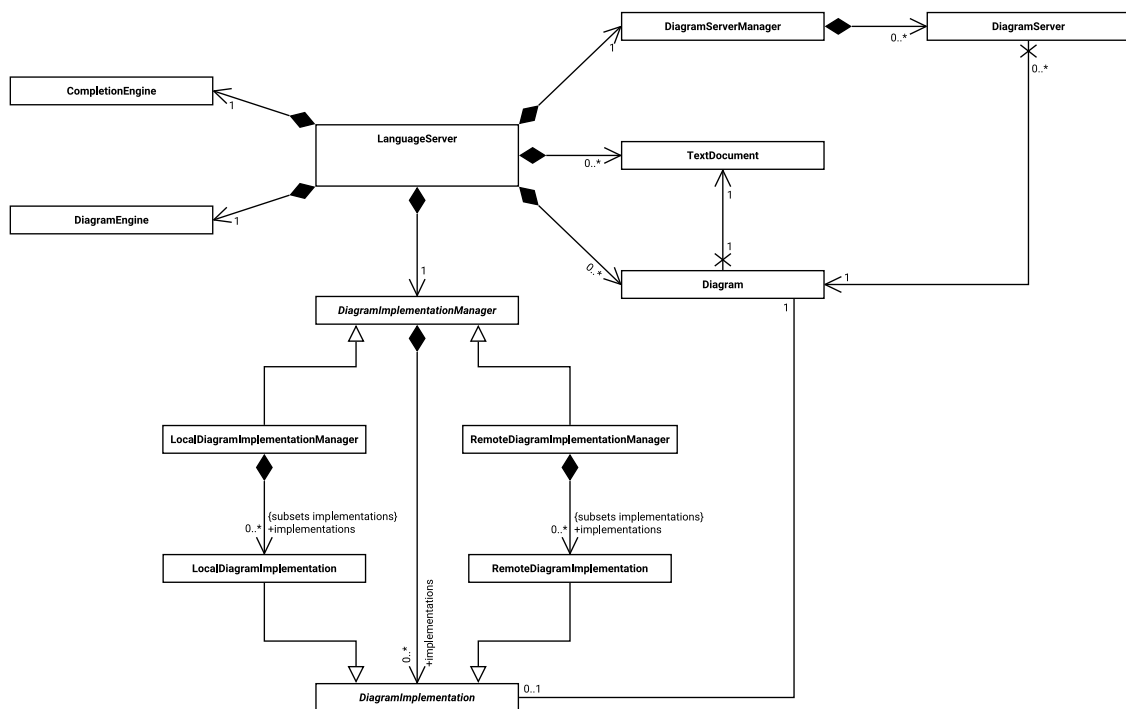 DiagramServerManager
DiagramServer
1
0..*
0..*
CompletionEngine
1
LanguageServer
TextDocument
0..*
1
DiagramEngine
1
1
0..*
1
Diagram
1
1
DiagramImplementationManager
LocalDiagramImplementationManager
RemoteDiagramImplementationManager
{subsets implementations}
0..*
+implementations
{subsets implementations}
0..*
+implementations
LocalDiagramImplementation
RemoteDiagramImplementation
0..*
+implementations
DiagramImplementation
0..1